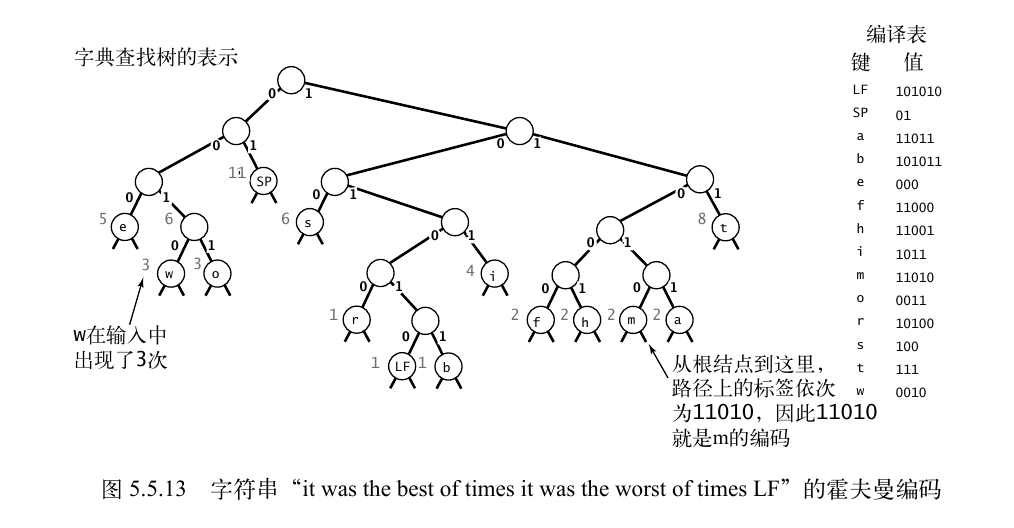 字典查找树的表示
编译表
键 值
LF 101010
SP 01
a 11011
b 101011
e 000
f 11000
h 11001
i 1011
m 11010
o 0011
r 10100
s 100
t 111
w 0010
0 1
0 1 0 1
11 SP
0 1 0 1 0 1
5 e 6 6 s 8 t
0 1 0 1 0 1
3 w 3 o 4 i
0 1 0 1 0 1
1 r 2 f 2 h 2 m 2 a
0 1
1 LF 1 b
w在输入中
出现了3次
从根结点到这里，
路径上的标签依次
为11010，因此11010
就是m的编码
图 5.5.13 字符串“it was the best of times it was the worst of times LF”的霍夫曼编码